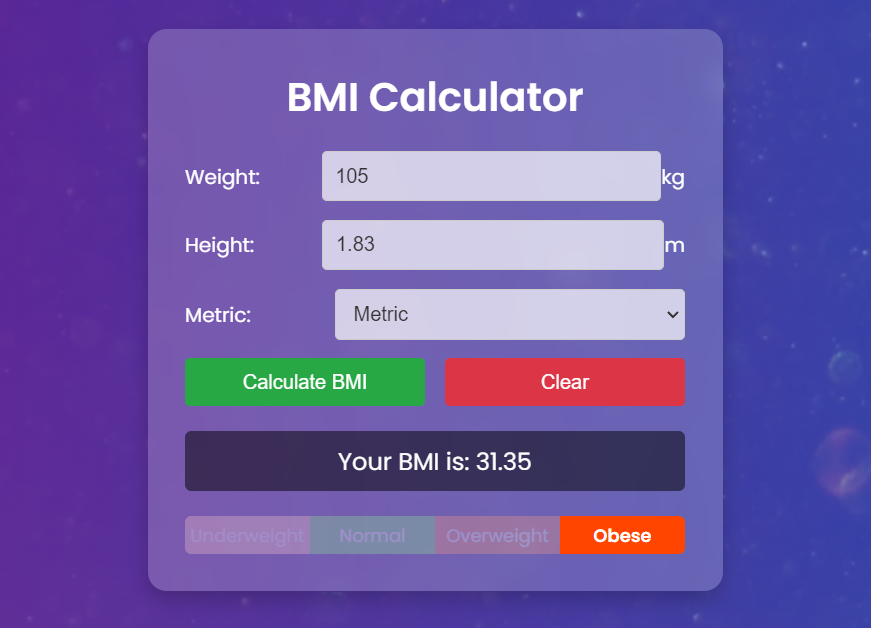 BMI Calculator
Weight: 105 kg
Height: 1.83 m
Metric: Metric
Calculate BMI Clear
Your BMI is: 31.35
Underweight Normal Overweight Obese